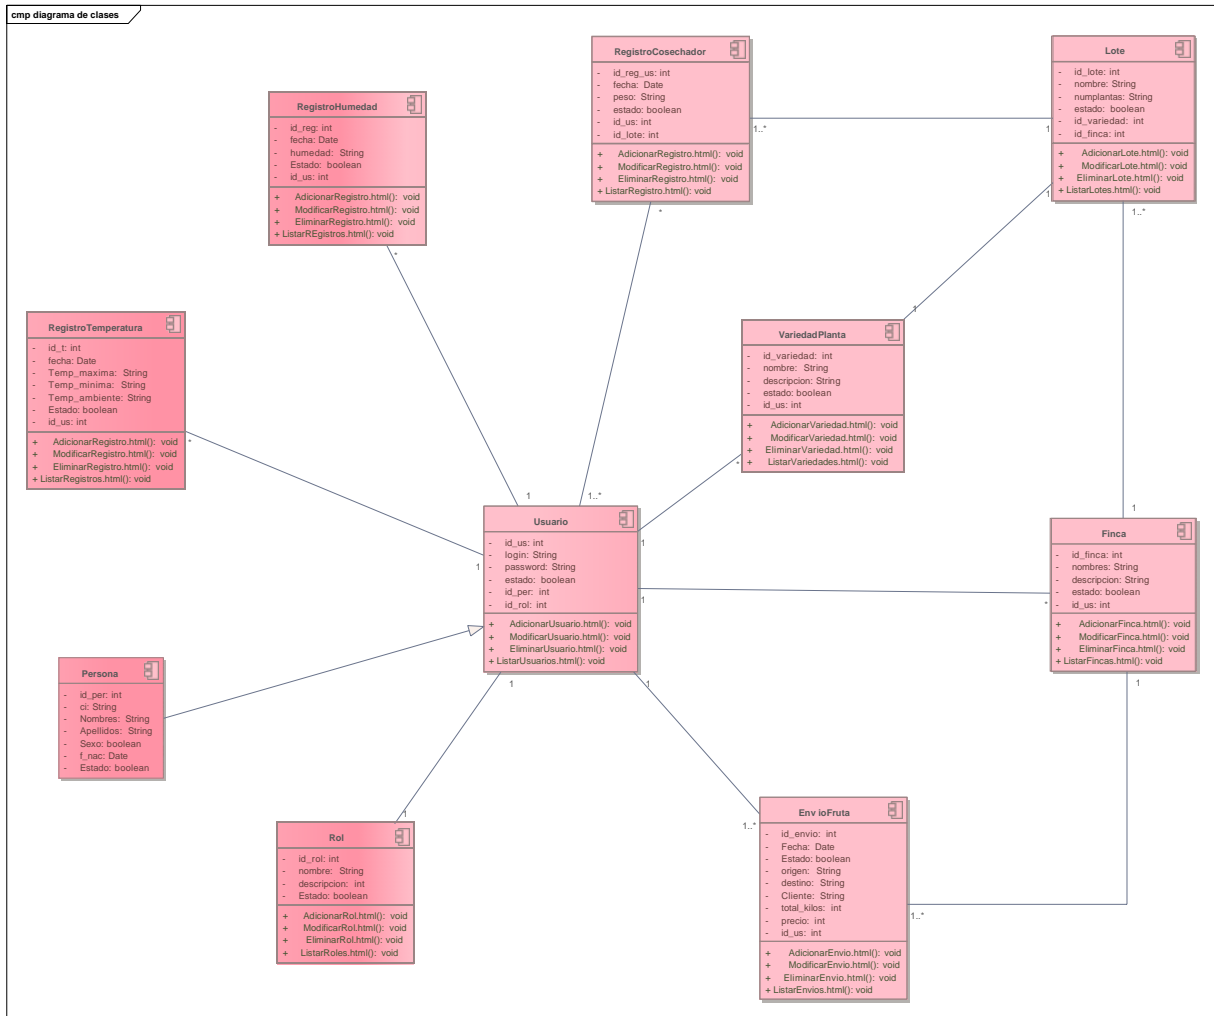 cmp diagrama de clases
RegistroCosechador
- id_reg_us: int
- fecha: Date
- peso: String
- estado: boolean
- id_us: int
- id_lote: int
+ AdicionarRegistro.html(): void
+ ModificarRegistro.html(): void
+ EliminarRegistro.html(): void
+ ListarRegistro.html(): void
1..*
*
Lote
- id_lote: int
- nombre: String
- numplantas: String
- estado: boolean
- id_variedad: int
- id_finca: int
+ AdicionarLote.html(): void
+ ModificarLote.html(): void
+ EliminarLote.html(): void
+ ListarLotes.html(): void
1
1
1..*
RegistroHumedad
- id_reg: int
- fecha: Date
- humedad: String
- Estado: boolean
- id_us: int
+ AdicionarRegistro.html(): void
+ ModificarRegistro.html(): void
+ EliminarRegistro.html(): void
+ ListarREgistros.html(): void
*
RegistroTemperatura
- id_t: int
- fecha: Date
- Temp_maxima: String
- Temp_minima: String
- Temp_ambiente: String
- Estado: boolean
- id_us: int
+ AdicionarRegistro.html(): void
+ ModificarRegistro.html(): void
+ EliminarRegistro.html(): void
+ ListarRegistros.html(): void
*
1
VariedadPlanta
- id_variedad: int
- nombre: String
- descripcion: String
- estado: boolean
- id_us: int
+ AdicionarVariedad.html(): void
+ ModificarVariedad.html(): void
+ EliminarVariedad.html(): void
+ ListarVariedades.html(): void
*
1
1..*
Usuario
- id_us: int
- login: String
- password: String
- estado: boolean
- id_per: int
- id_rol: int
+ AdicionarUsuario.html(): void
+ ModificarUsuario.html(): void
+ EliminarUsuario.html(): void
+ ListarUsuarios.html(): void
1
1
1
1
1
1
Finca
- id_finca: int
- nombres: String
- descripcion: String
- estado: boolean
- id_us: int
+ AdicionarFinca.html(): void
+ ModificarFinca.html(): void
+ EliminarFinca.html(): void
+ ListarFincas.html(): void
*
1
Persona
- id_per: int
- ci: String
- Nombres: String
- Apellidos: String
- Sexo: boolean
- f_nac: Date
- Estado: boolean
1
Rol
- id_rol: int
- nombre: String
- descripcion: int
- Estado: boolean
+ AdicionarRol.html(): void
+ ModificarRol.html(): void
+ EliminarRol.html(): void
+ ListarRoles.html(): void
1..*
EnvioFruta
- id_envio: int
- Fecha: Date
- Estado: boolean
- origen: String
- destino: String
- Cliente: String
- total_kilos: int
- precio: int
- id_us: int
+ AdicionarEnvio.html(): void
+ ModificarEnvio.html(): void
+ EliminarEnvio.html(): void
+ ListarEnvios.html(): void
1..*